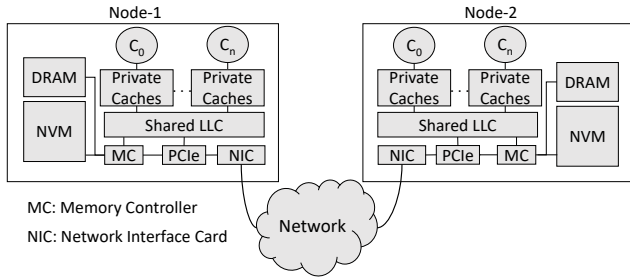 Node-1
C0
Cn
DRAM
Private Caches
. . .
Private Caches
NVM
Shared LLC
MC
PCIe
NIC
Node-2
C0
Cn
Private Caches
. . .
Private Caches
DRAM
Shared LLC
NVM
NIC
PCIe
MC
MC: Memory Controller
NIC: Network Interface Card
Network